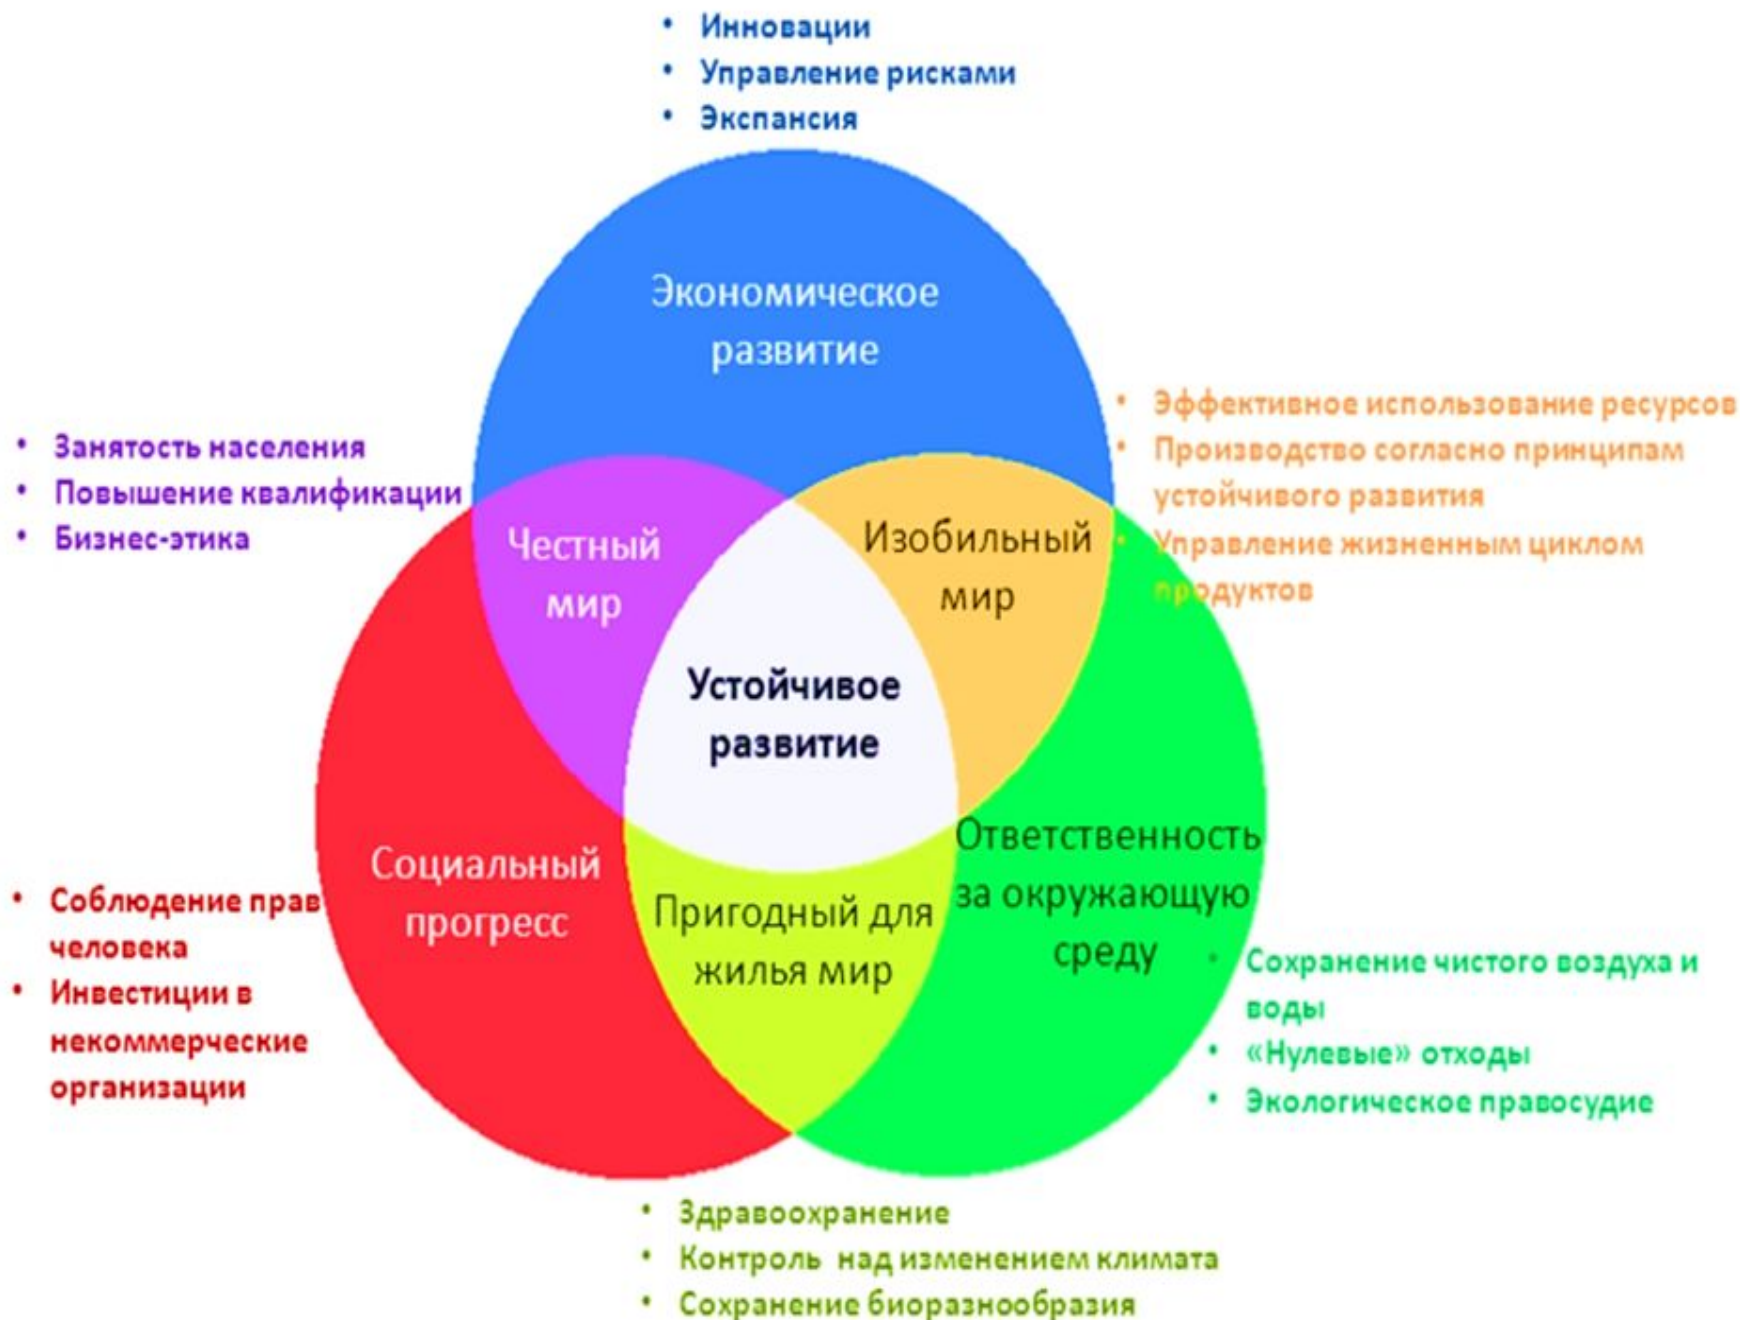 • Инновации
• Управление рисками
• Экспансия
Экономическое
развитие
• Занятость населения
• Повышение квалификации
• Бизнес-этика
• Эффективное использование ресурсов
• Производство согласно принципам
устойчивого развития
• Управление жизненным циклом
продуктов
Честный
мир
Изобильный
мир
Устойчивое
развитие
Социальный
прогресс
Пригодный для
жилья мир
Ответственность
за окружающую
среду
• Соблюдение прав
человека
• Инвестиции в
некоммерческие
организации
• Сохранение чистого воздуха и
воды
• «Нулевые» отходы
• Экологическое правосудие
• Здравоохранение
• Контроль над изменением климата
• Сохранение биоразнообразия